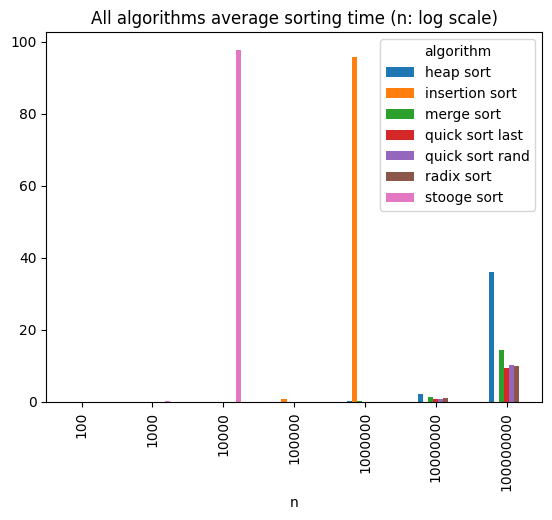 All algorithms average sorting time (n: log scale)
100
80
60
40
20
0
algorithm
heap sort
insertion sort
merge sort
quick sort last
quick sort rand
radix sort
stooge sort
100
1000
10000
100000
1000000
10000000
100000000
n